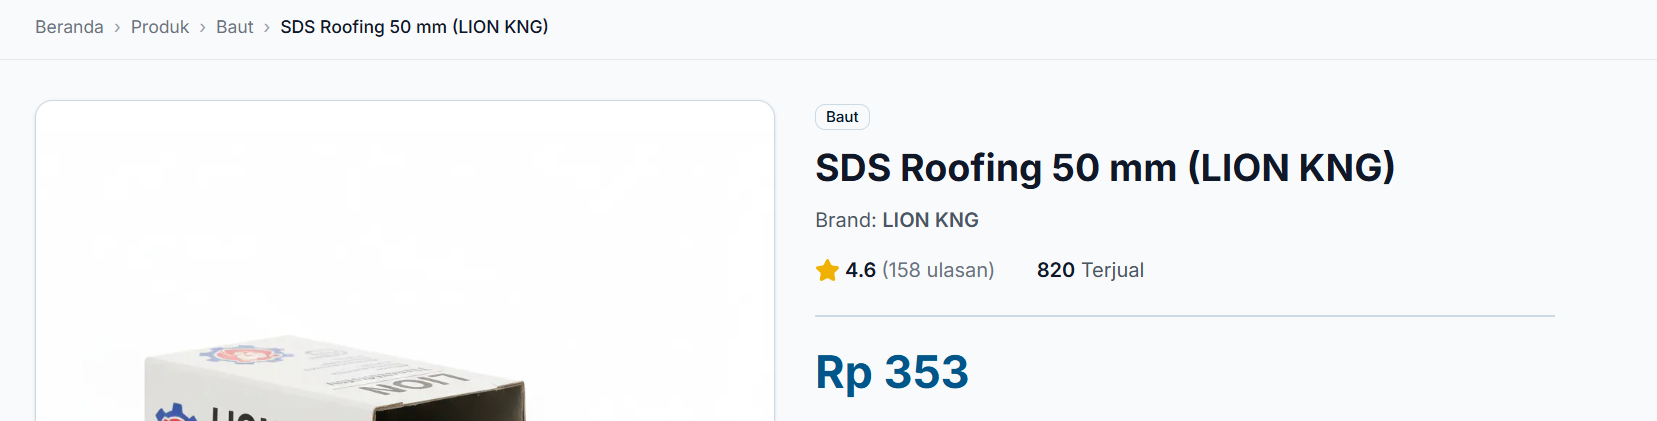 Beranda › Produk › Baut › SDS Roofing 50 mm (LION KNG)
Baut
SDS Roofing 50 mm (LION KNG)
Brand: LION KNG
4.6 (158 ulasan) 820 Terjual
Rp 353
LION